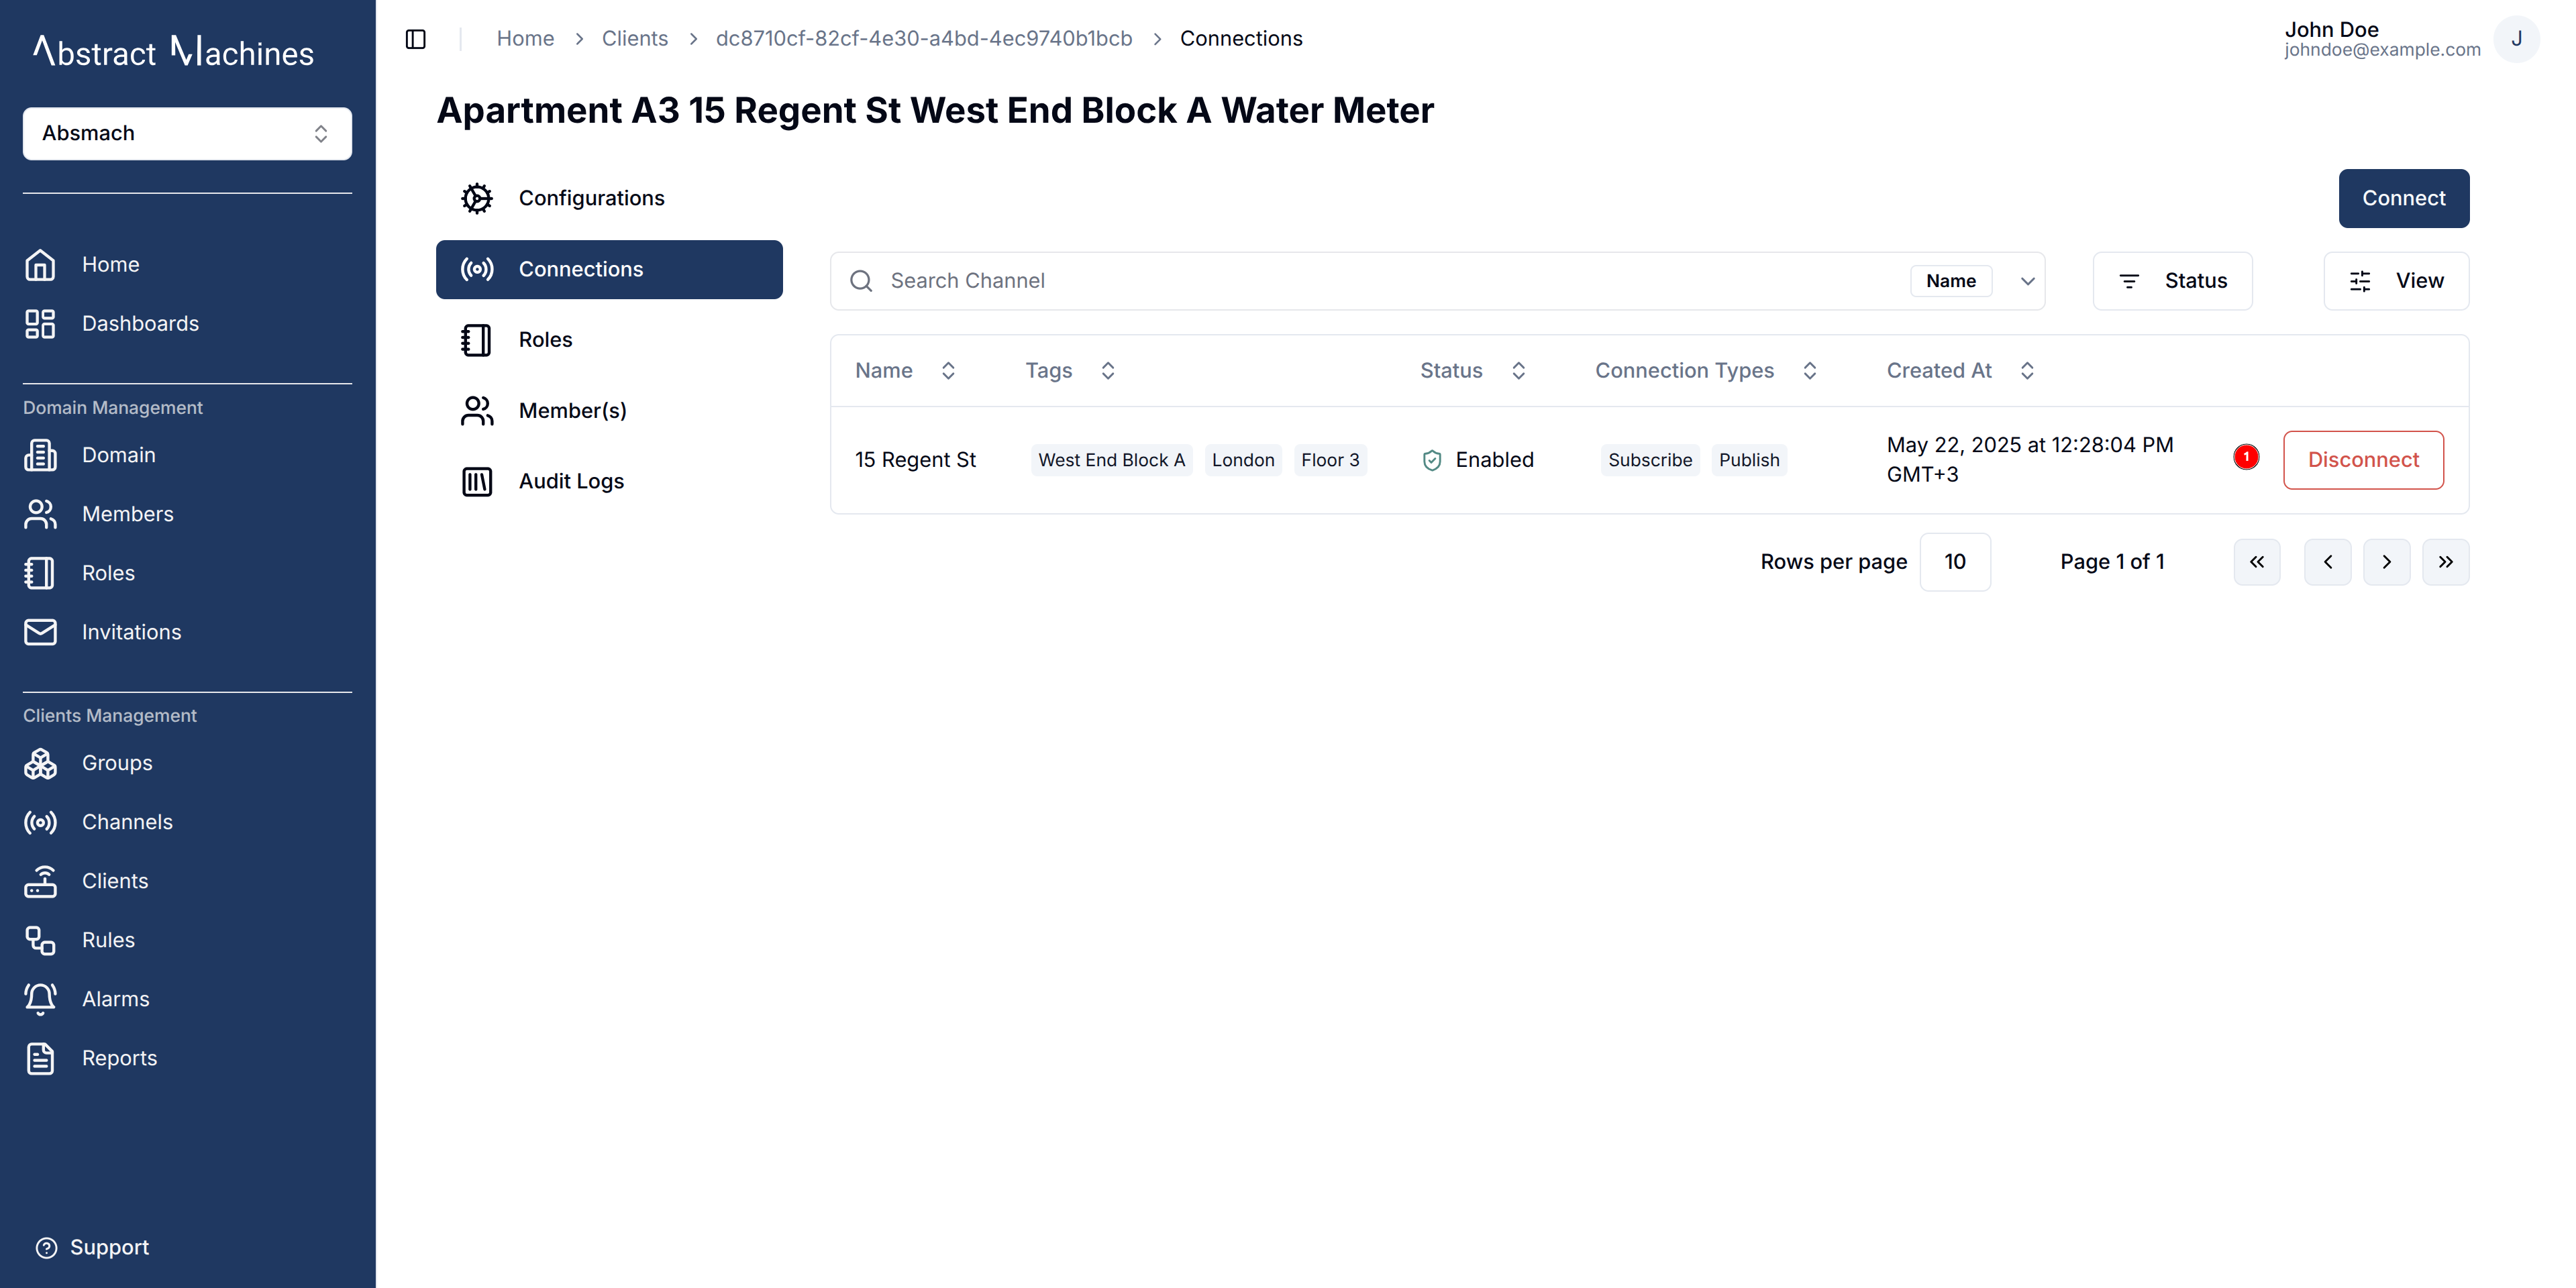 Abstract Machines
Absmach
Home
Dashboards
Domain Management
Domain
Members
Roles
Invitations
Clients Management
Groups
Channels
Clients
Rules
Alarms
Reports
Support
Home > Clients > dc8710cf-82cf-4e30-a4bd-4ec9740b1bcb > Connections
John Doe
johndoe@example.com
J
Apartment A3 15 Regent St West End Block A Water Meter
Configurations
Connections
Roles
Member(s)
Audit Logs
Connect
Search Channel Name Status View
Name Tags Status Connection Types Created At
15 Regent St West End Block A London Floor 3 Enabled Subscribe Publish May 22, 2025 at 12:28:04 PM
GMT+3
1
Disconnect
Rows per page 10 Page 1 of 1